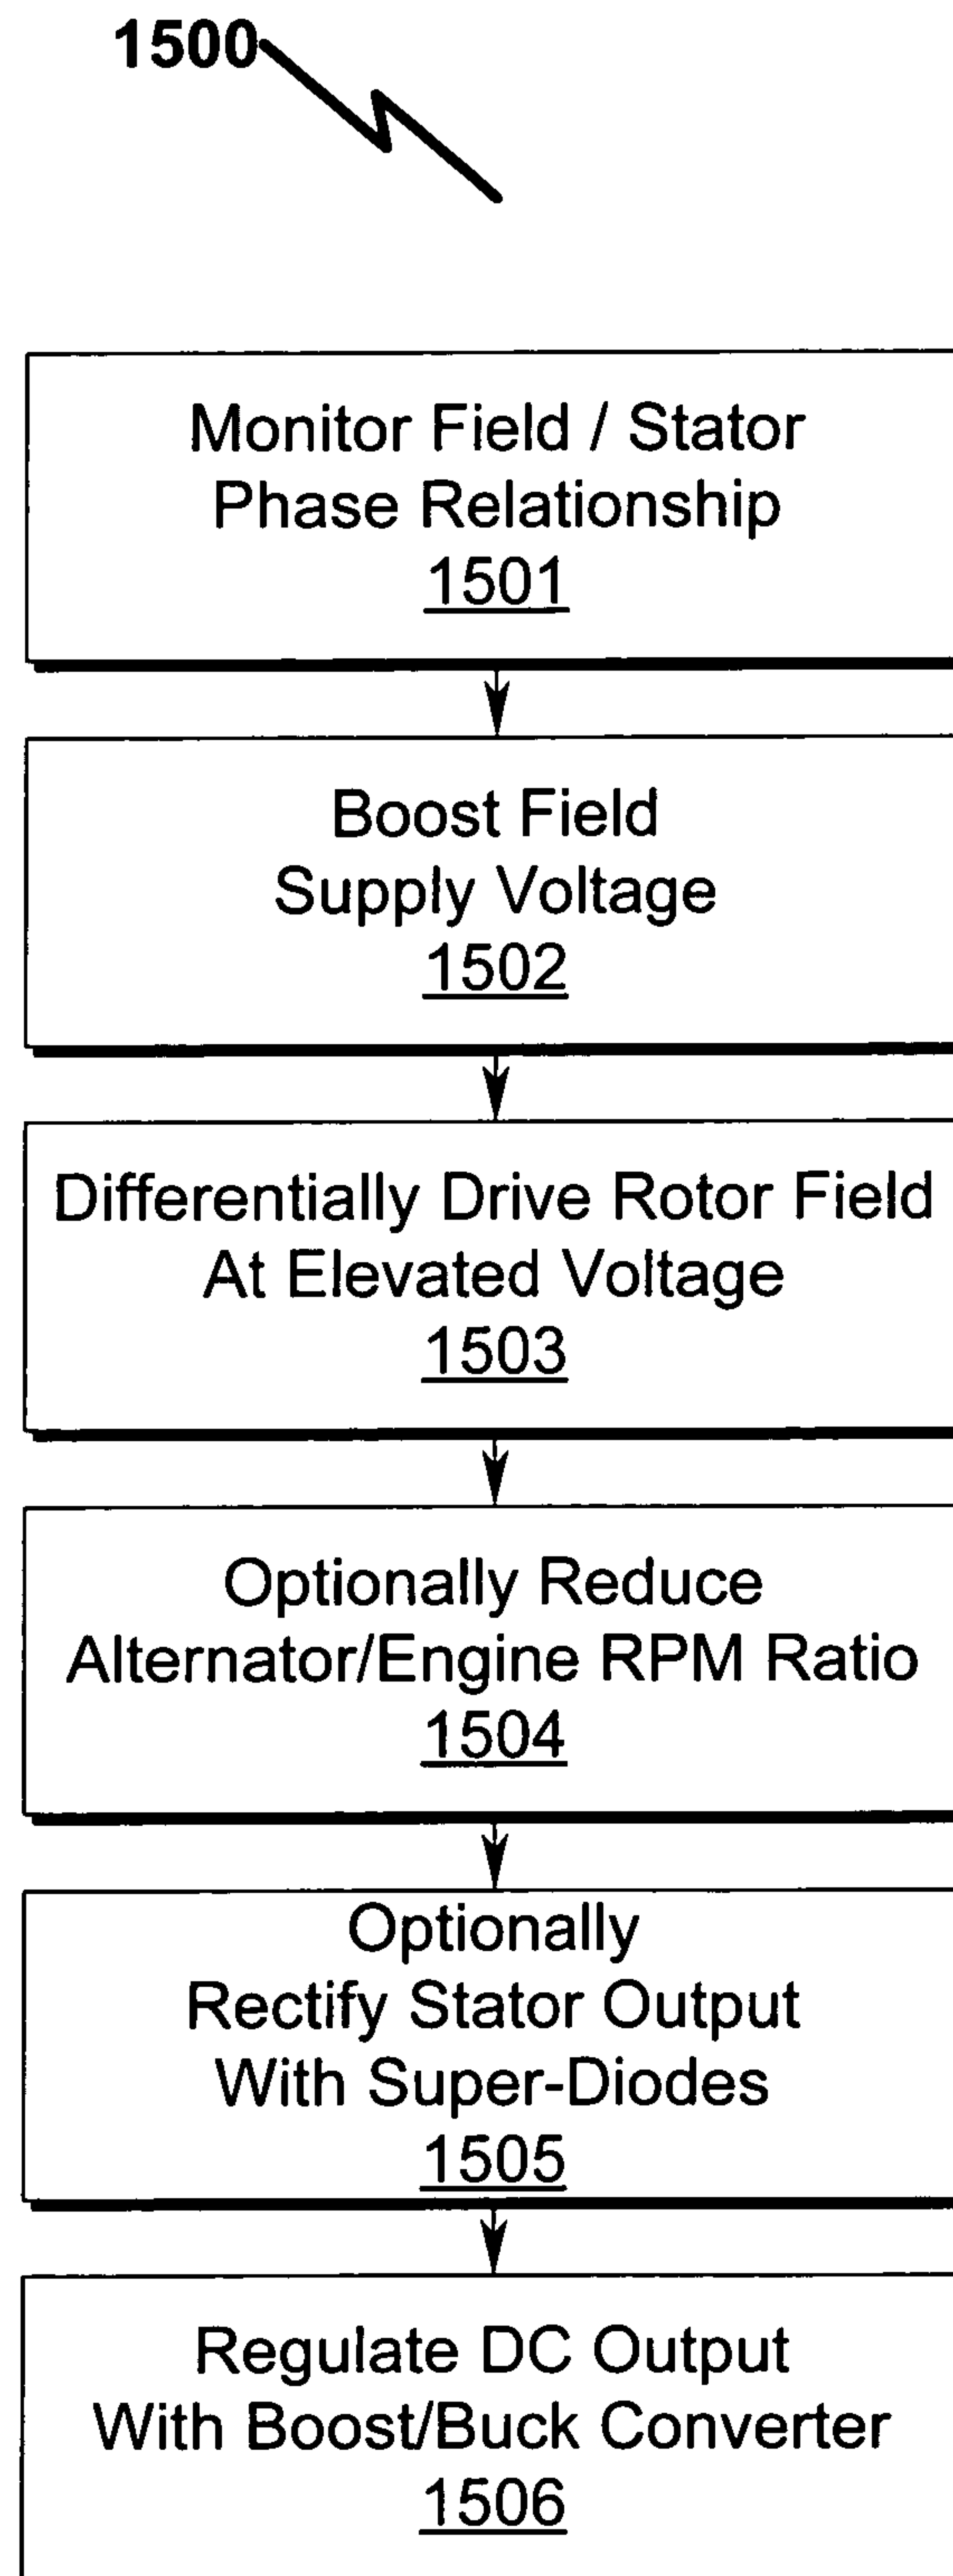 1500
Monitor Field / Stator
Phase Relationship
1501
Boost Field
Supply Voltage
1502
Differentially Drive Rotor Field
At Elevated Voltage
1503
Optionally Reduce
Alternator/Engine RPM Ratio
1504
Optionally
Rectify Stator Output
With Super-Diodes
1505
Regulate DC Output
With Boost/Buck Converter
1506